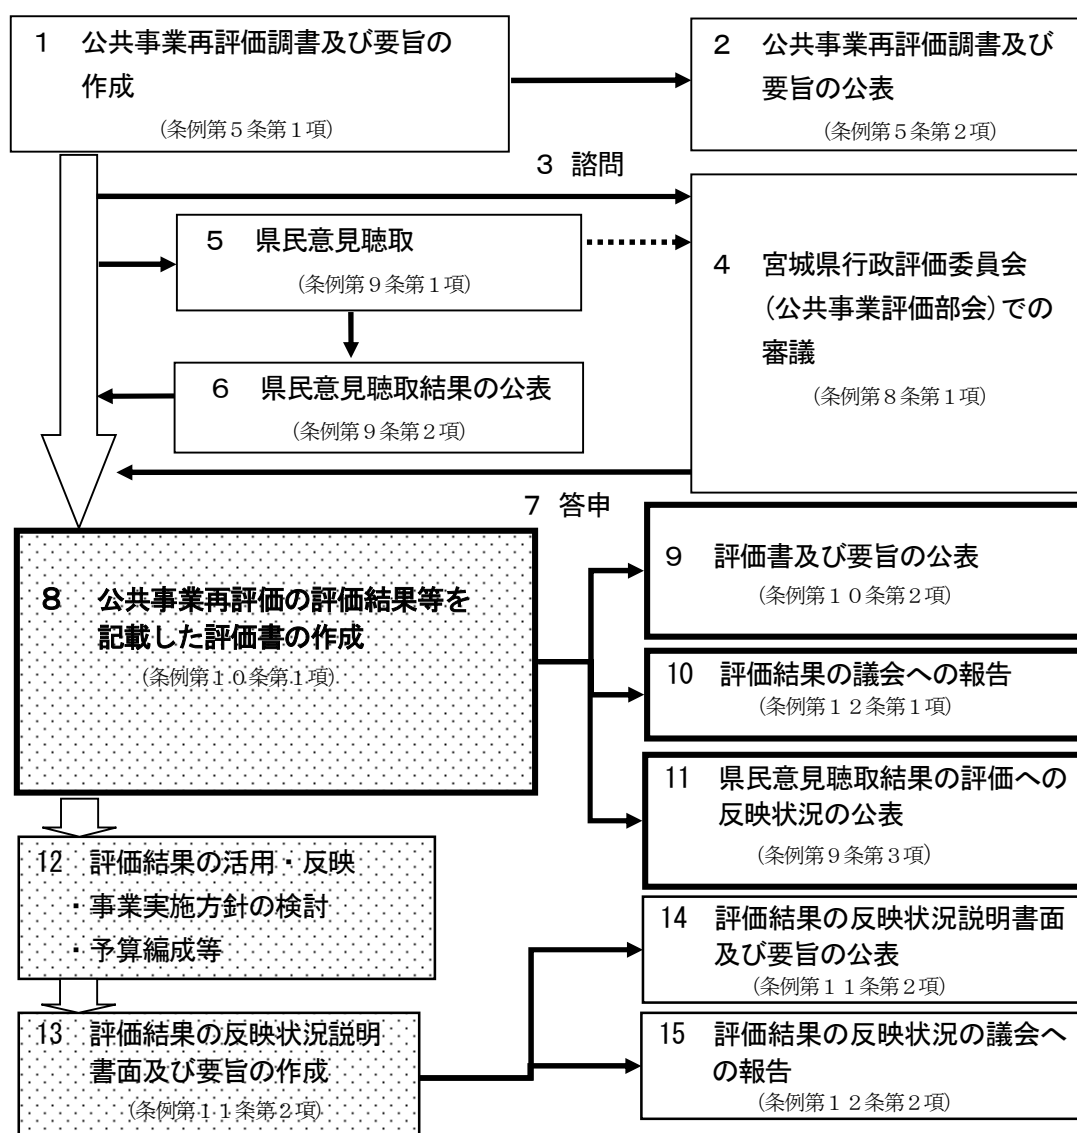 1 公共事業再評価調書及び要旨の
作成
(条例第5条第1項)
2 公共事業再評価調書及び
要旨の公表
(条例第5条第2項)
3 諮問
5 県民意見聴取
(条例第9条第1項)
4 宮城県行政評価委員会
(公共事業評価部会)での
審議
(条例第8条第1項)
6 県民意見聴取結果の公表
(条例第9条第2項)
7 答申
8 公共事業再評価の評価結果等を
記載した評価書の作成
(条例第10条第1項)
9 評価書及び要旨の公表
(条例第10条第2項)
10 評価結果の議会への報告
(条例第12条第1項)
11 県民意見聴取結果の評価への
反映状況の公表
(条例第9条第3項)
12 評価結果の活用・反映
・事業実施方針の検討
・予算編成等
13 評価結果の反映状況説明
書面及び要旨の作成
(条例第11条第2項)
14 評価結果の反映状況説明書面
及び要旨の公表
(条例第11条第2項)
15 評価結果の反映状況の議会へ
の報告
(条例第12条第2項)